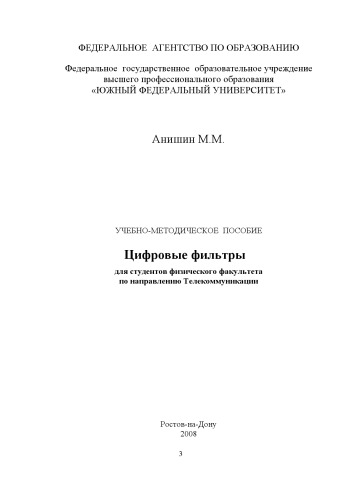 ФЕДЕРАЛЬНОЕ АГЕНТСТВО ПО ОБРАЗОВАНИЮ
Федеральное государственное образовательное учреждение
высшего профессионального образования
«ЮЖНЫЙ ФЕДЕРАЛЬНЫЙ УНИВЕРСИТЕТ»
Анишин М.М.
УЧЕБНО-МЕТОДИЧЕСКОЕ ПОСОБИЕ
Цифровые фильтры
для студентов физического факультета
по направлению Телекоммуникации
Ростов-на-Дону
2008
3